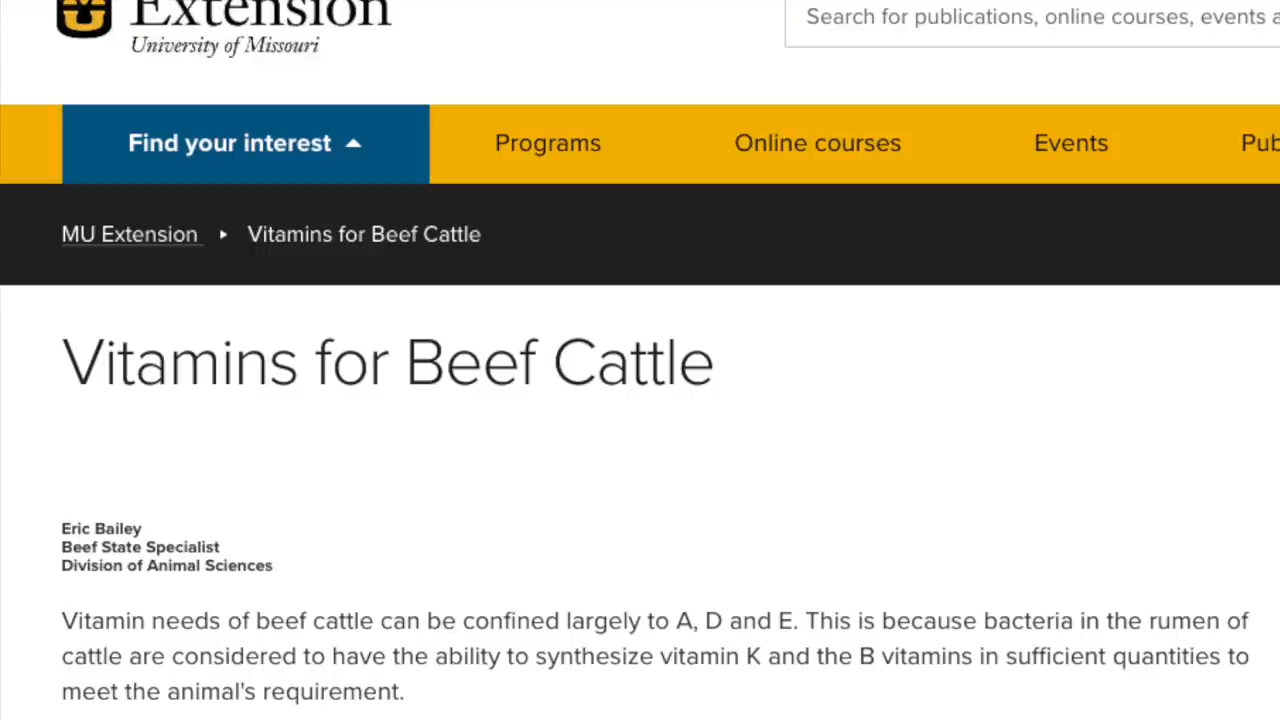 Extension
University of Missouri
Search for publications, online courses, events
Find your interest
Programs
Online courses
Events
MU Extension
Vitamins for Beef Cattle
Vitamins for Beef Cattle
Eric Bailey
Beef State Specialist
Division of Animal Sciences
Vitamin needs of beef cattle can be confined largely to A, D and E. This is because bacteria in the rumen of
cattle are considered to have the ability to synthesize vitamin K and the B vitamins in sufficient quantities to
meet the animal's requirement.